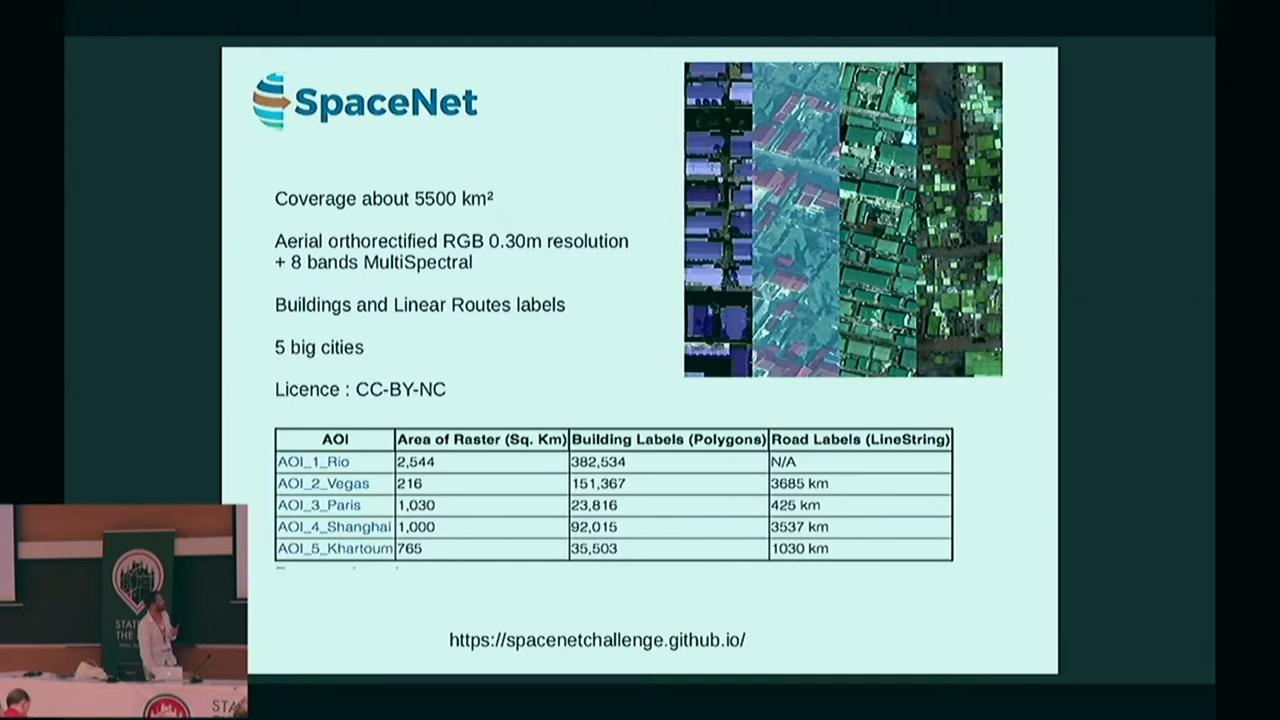 SpaceNet
Coverage about 5500 km²
Aerial orthorectified RGB 0.30m resolution
+ 8 bands MultiSpectral
Buildings and Linear Routes labels
5 big cities
Licence : CC-BY-NC
AOI Area of Raster (Sq. Km) Building Labels (Polygons) Road Labels (LineString)
AOI_1_Rio 2,544 382,534 N/A
AOI_2_Vegas 216 151,367 3685 km
AOI_3_Paris 1,030 23,816 425 km
AOI_4_Shanghai 1,000 92,015 3537 km
AOI_5_Khartoum 765 35,503 1030 km
https://spacenetchallenge.github.io/
STATE
THE
STA